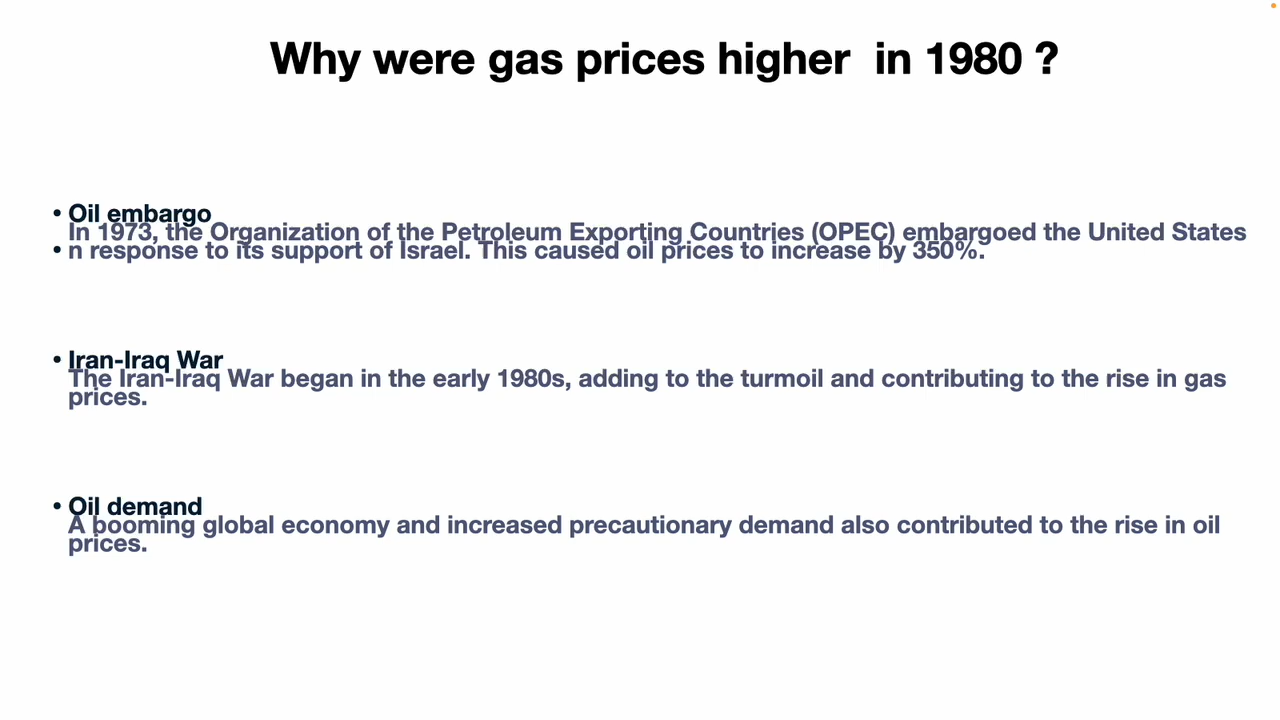 Why were gas prices higher  in 1980 ?
• Oil embargo
In 1973, the Organization of the Petroleum Exporting Countries (OPEC) embargoed the United States
• n response to its support of Israel. This caused oil prices to increase by 350%.
• Iran-Iraq War
The Iran-Iraq War began in the early 1980s, adding to the turmoil and contributing to the rise in gas
prices.
• Oil demand
A booming global economy and increased precautionary demand also contributed to the rise in oil
prices.